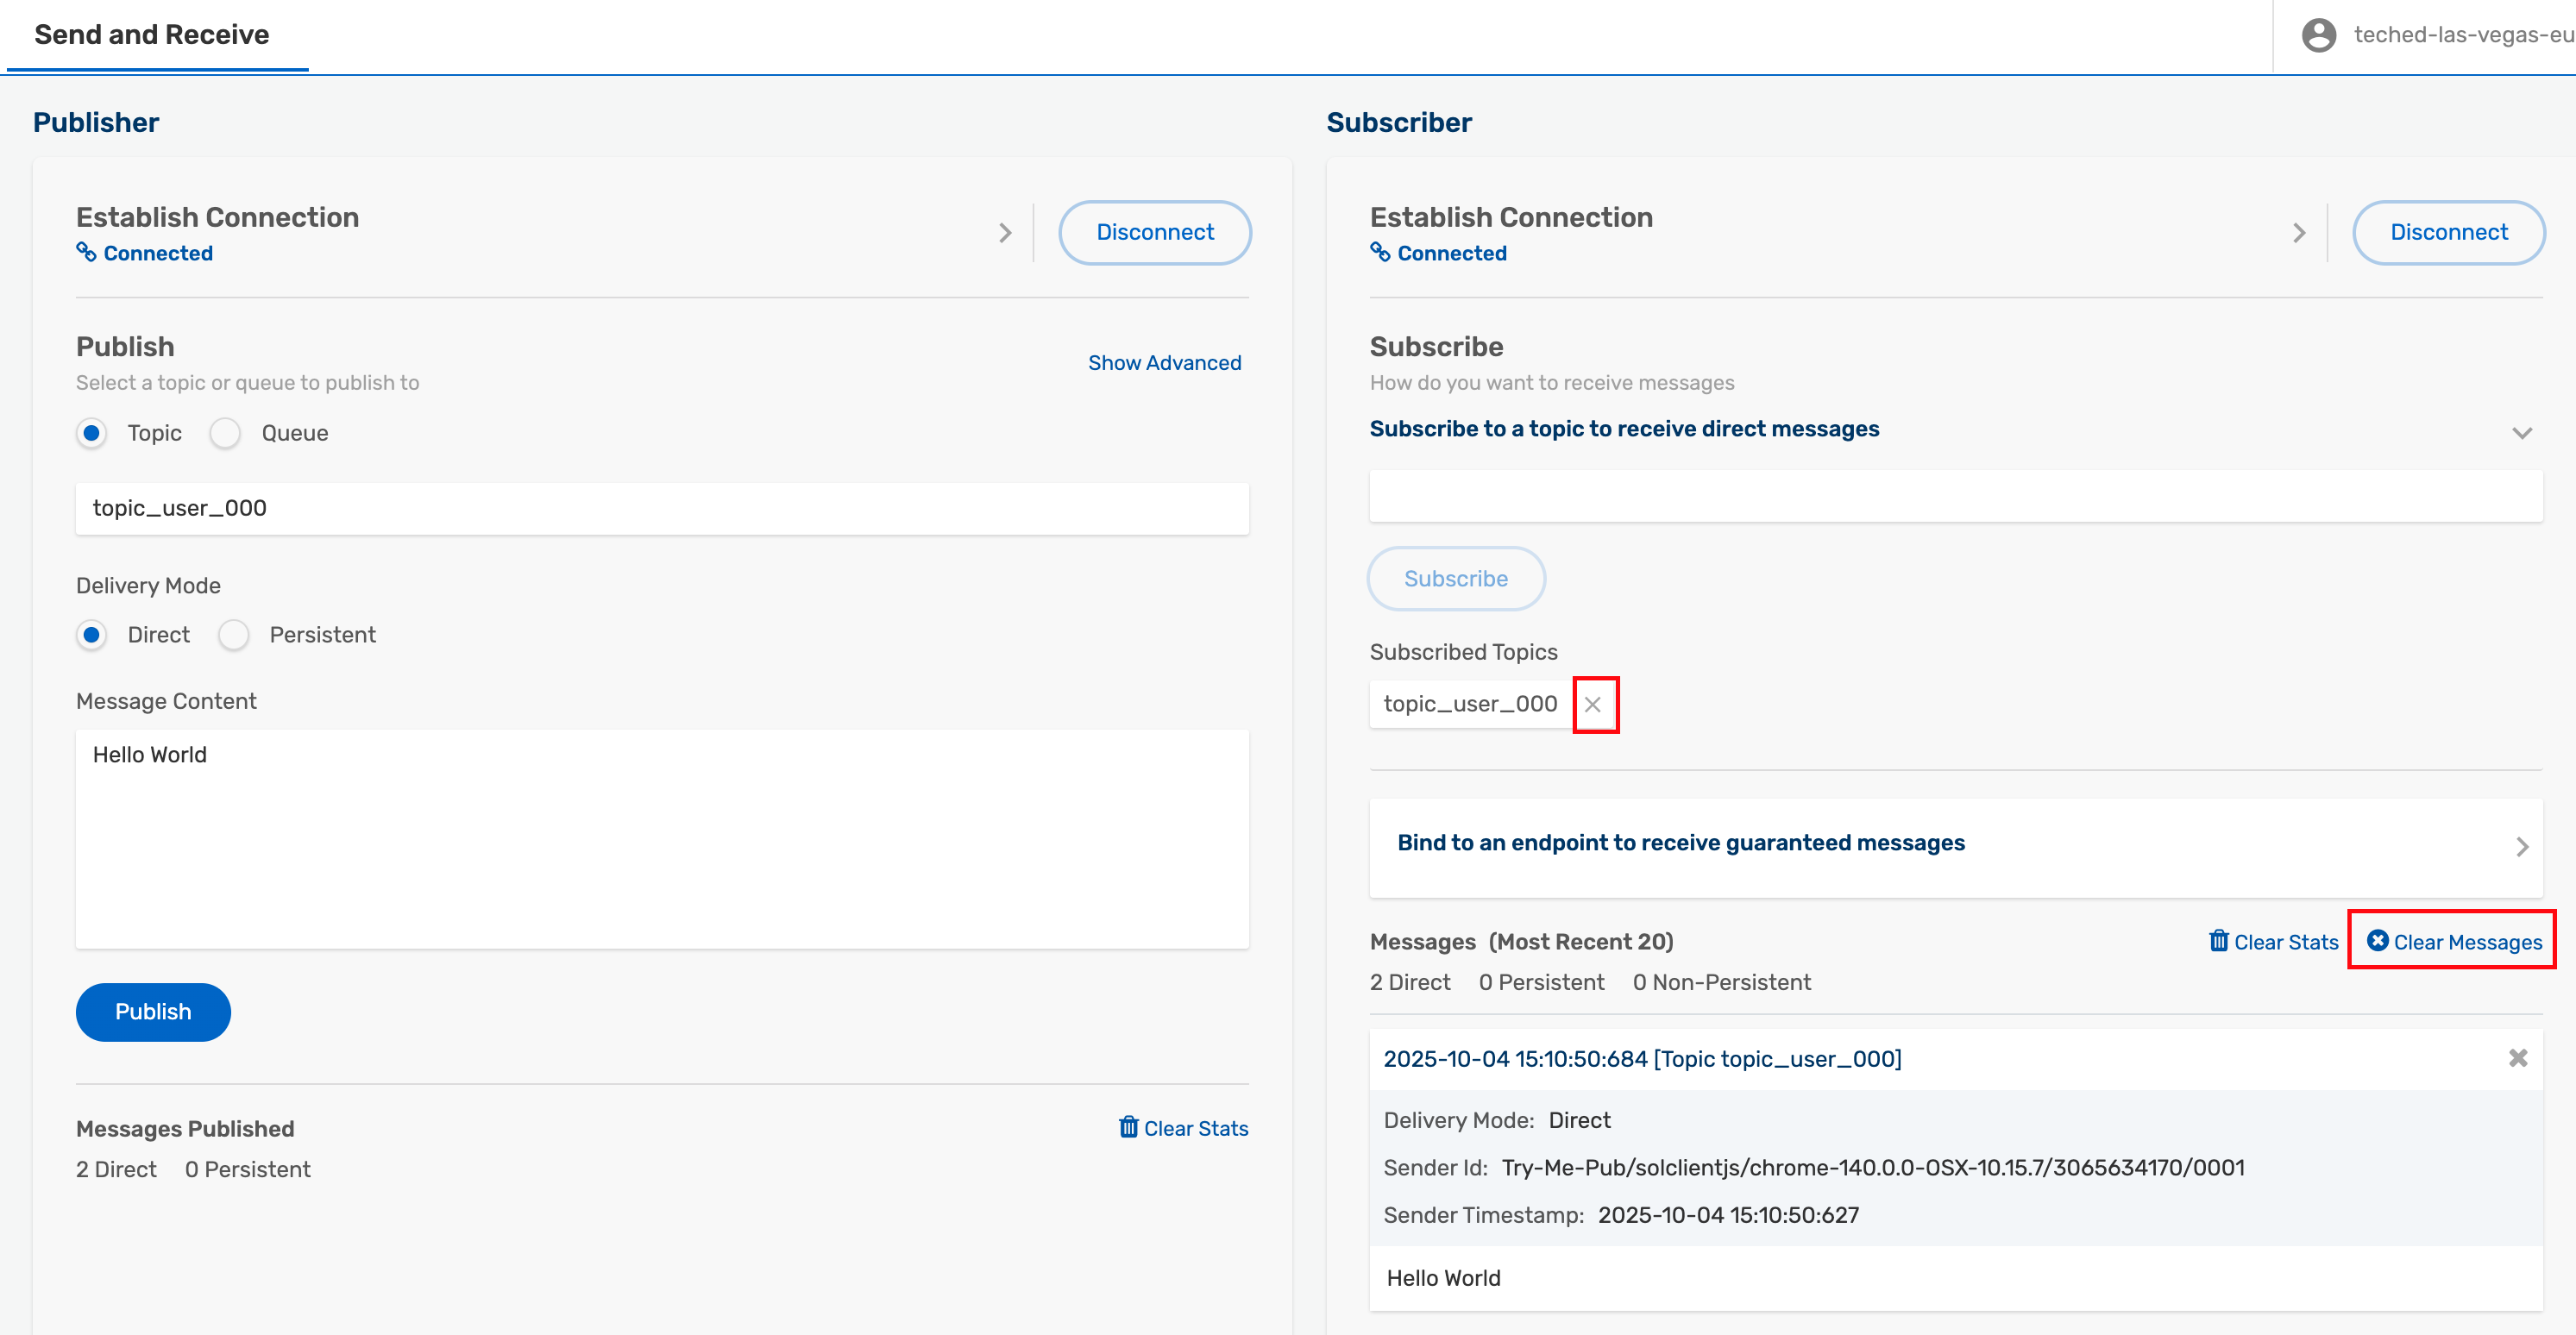 Send and Receive
teched-las-vegas-eu
Publisher
Establish Connection
Connected
Disconnect
Publish
Show Advanced
Select a topic or queue to publish to
Topic
Queue
topic_user_000
Delivery Mode
Direct
Persistent
Message Content
Hello World
Publish
Messages Published
Clear Stats
2 Direct
0 Persistent
Subscriber
Establish Connection
Connected
Disconnect
Subscribe
How do you want to receive messages
Subscribe to a topic to receive direct messages
Subscribe
Subscribed Topics
topic_user_000
Bind to an endpoint to receive guaranteed messages
Messages (Most Recent 20)
Clear Stats
Clear Messages
2 Direct
0 Persistent
0 Non-Persistent
2025-10-04 15:10:50:684 [Topic topic_user_000]
Delivery Mode: Direct
Sender Id: Try-Me-Pub/solclientjs/chrome-140.0.0-OSX-10.15.7/3065634170/0001
Sender Timestamp: 2025-10-04 15:10:50:627
Hello World